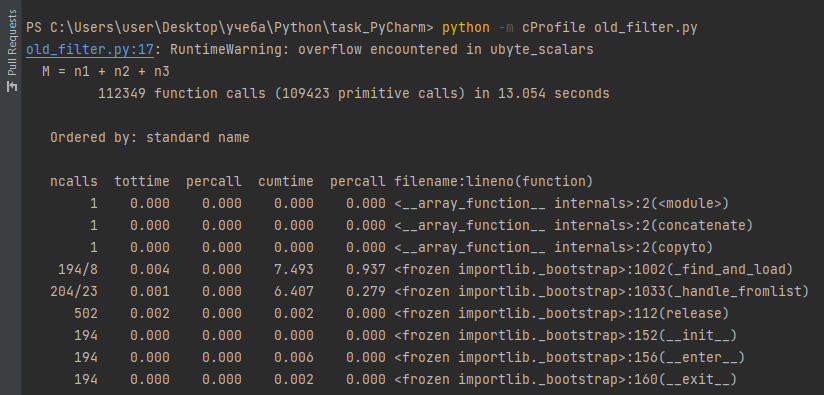 Pull Requests
PS C:\Users\user\Desktop\учеба\Python\task_PyCharm> python -m cProfile old_filter.py
old_filter.py:17: RuntimeWarning: overflow encountered in ubyte_scalars
  M = n1 + n2 + n3
         112349 function calls (109423 primitive calls) in 13.054 seconds
   Ordered by: standard name
   ncalls  tottime  percall  cumtime  percall filename:lineno(function)
        1    0.000    0.000    0.000    0.000 <__array_function__ internals>:2(<module>)
        1    0.000    0.000    0.000    0.000 <__array_function__ internals>:2(concatenate)
        1    0.000    0.000    0.000    0.000 <__array_function__ internals>:2(copyto)
    194/8    0.004    0.000    7.493    0.937 <frozen importlib._bootstrap>:1002(_find_and_load)
   204/23    0.001    0.000    6.407    0.279 <frozen importlib._bootstrap>:1033(_handle_fromlist)
      502    0.002    0.000    0.002    0.000 <frozen importlib._bootstrap>:112(release)
      194    0.000    0.000    0.000    0.000 <frozen importlib._bootstrap>:152(__init__)
      194    0.000    0.000    0.006    0.000 <frozen importlib._bootstrap>:156(__enter__)
      194    0.000    0.000    0.002    0.000 <frozen importlib._bootstrap>:160(__exit__)